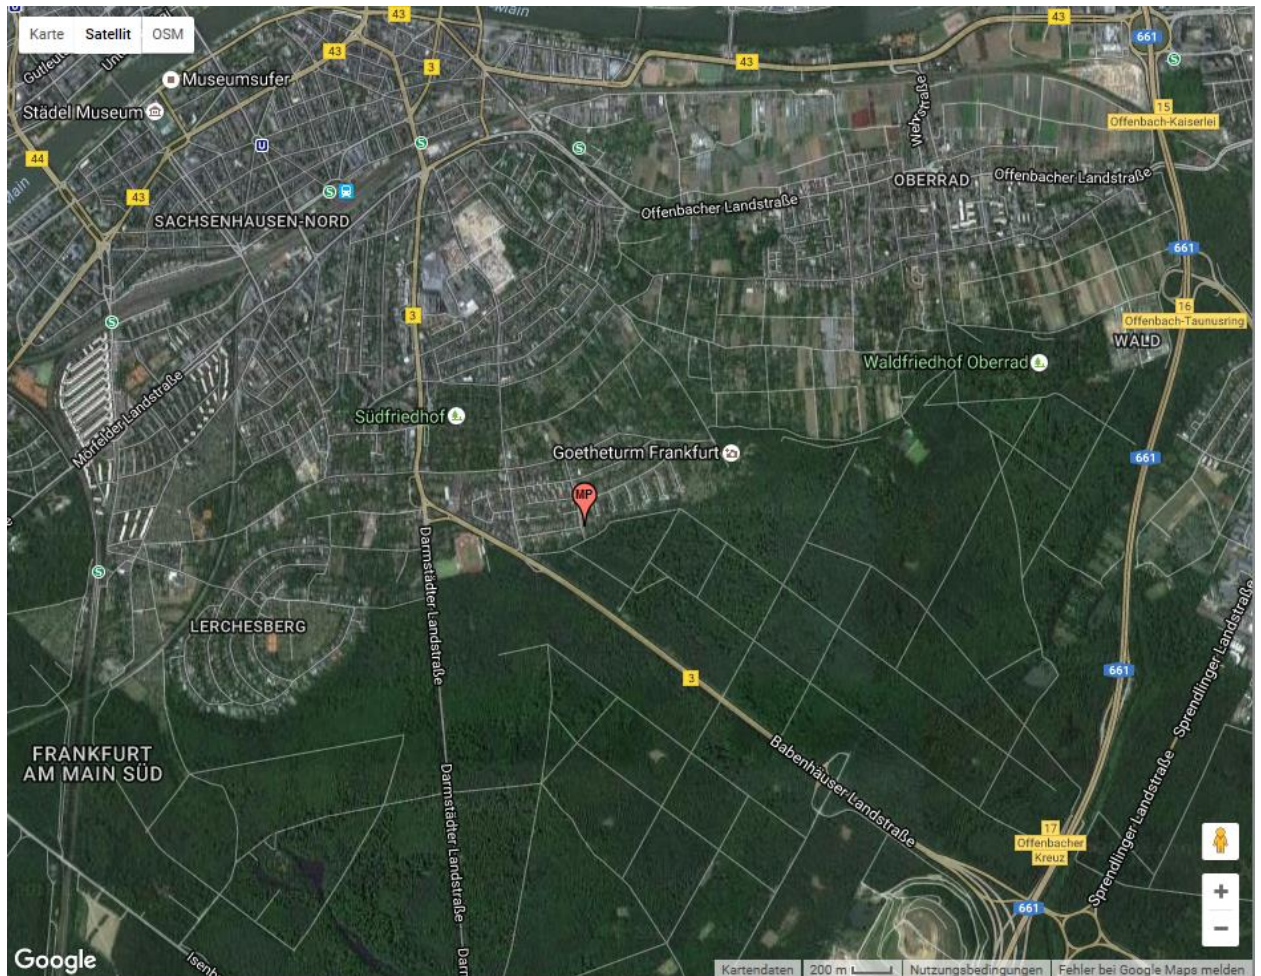 Karte
Satellit
OSM
43
43
Main
43
43
661
3
Museumsufer
Städel Museum
U
44
43
Main
S
S
S
S
15
Offenbach-Kaiserlei
OBERRAD
Offenbacher Landstraße
Offenbacher Landstraße
SACHSENHAUSEN-NORD
661
3
S
16
Offenbach-Taunusring
WALD
Waldfriedhof Oberrad
Mörfelder Landstraße
Südfriedhof
Goetheturm Frankfurt
661
MP
Darmstädter Landstraße
S
LERCHESBERG
661
3
Sprendlinger Landstraße
Sprendlinger Landstraße
FRANKFURT
AM MAIN SÜD
Babenhäuser Landstraße
Darmstädter Landstraße
17
Offenbacher
Kreuz
661
+
−
Google
Kartendaten
200 m
Nutzungsbedingungen
Fehler bei Google Maps melden